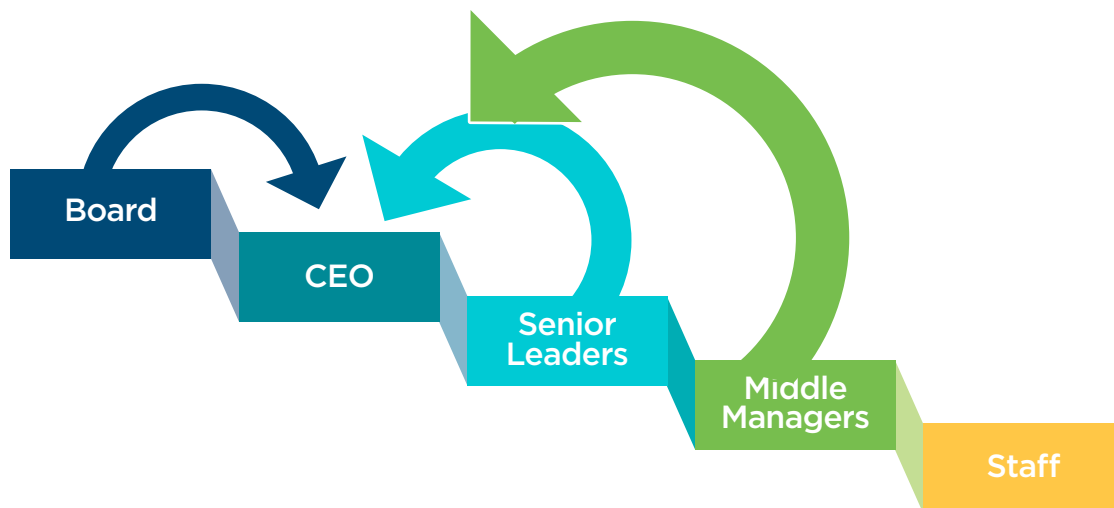 Board
CEO
Senior
Leaders
Middle
Managers
Staff